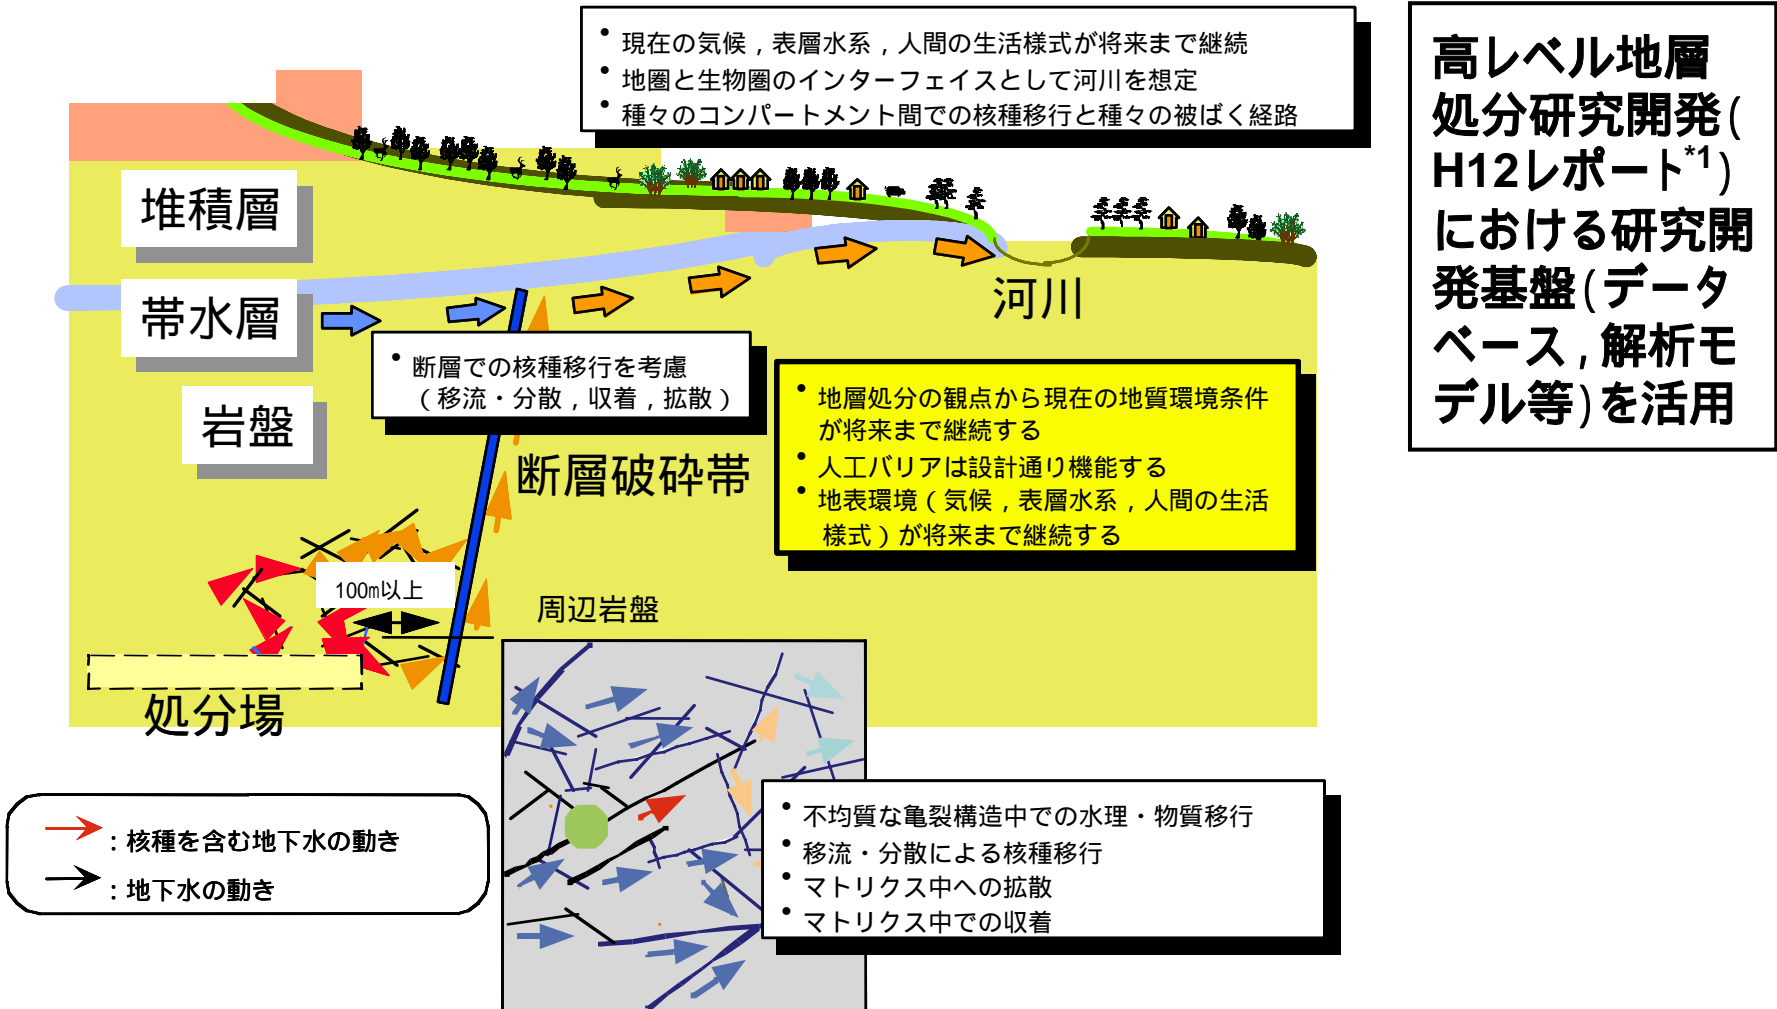 ・現在の気候，表層水系，人間の生活様式が将来まで継続
・地圏と生物圏のインターフェイスとして河川を想定
・種々のコンパートメント間での核種移行と種々の被ばく経路
高レベル地層
処分研究開発(
H12レポート*1)
における研究開
発基盤(データ
ベース,解析モ
デル等)を活用
堆積層
帯水層
河川
・断層での核種移行を考慮
（移流・分散，収着，拡散）
・地層処分の観点から現在の地質環境条件
が将来まで継続する
・人工バリアは設計通り機能する
・地表環境（気候，表層水系，人間の生活
様式）が将来まで継続する
岩盤
断層破砕帯
100m以上
周辺岩盤
処分場
・不均質な亀裂構造中での水理・物質移行
・移流・分散による核種移行
・マトリクス中への拡散
・マトリクス中での収着
：核種を含む地下水の動き
：地下水の動き